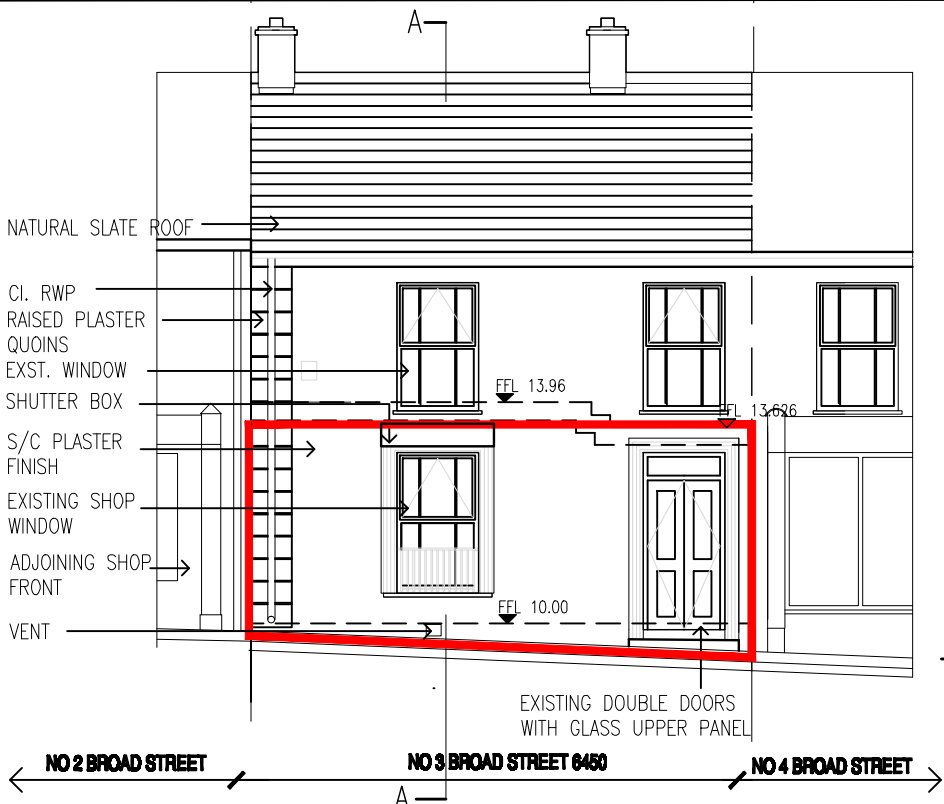 A
NATURAL SLATE ROOF
CI. RWP
RAISED PLASTER
QUOINS
EXST. WINDOW
SHUTTER BOX
S/C PLASTER
FINISH
EXISTING SHOP
WINDOW
ADJOINING SHOP
FRONT
VENT
FFL 13.96
FFL 13.626
FFL 10.00
EXISTING DOUBLE DOORS
WITH GLASS UPPER PANEL
NO 2 BROAD STREET
NO 3 BROAD STREET 6450
NO 4 BROAD STREET
A